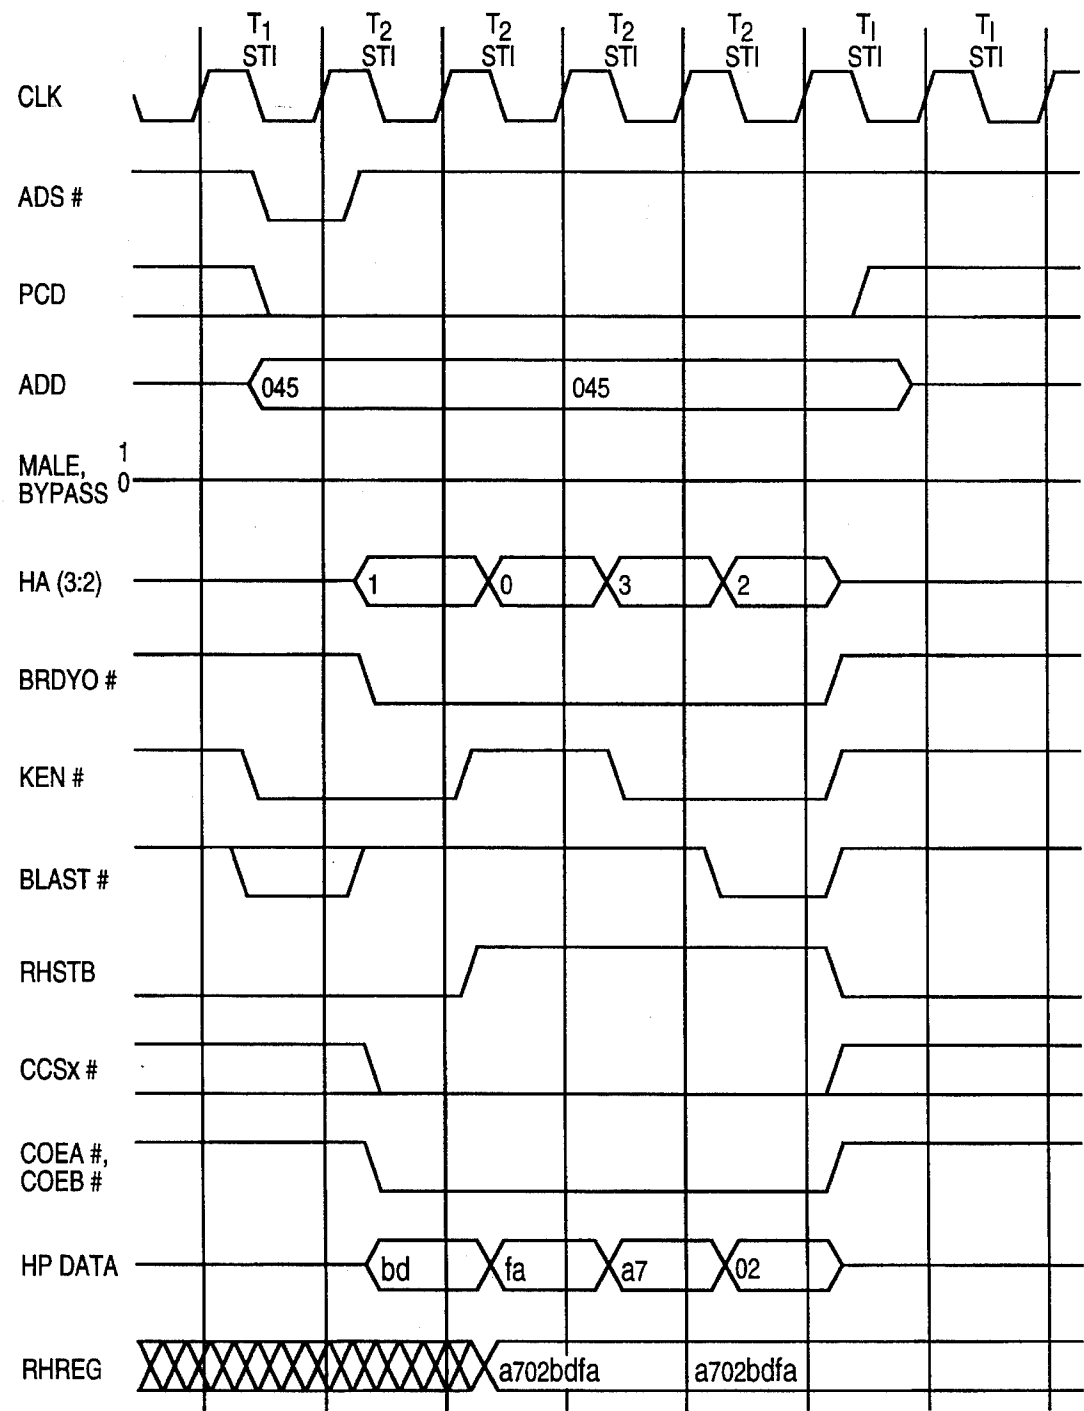 T1 T2 T2 T2 T2 TI TI
STI STI STI STI STI STI STI
CLK
ADS #
PCD
ADD 045 045
MALE, 1
BYPASS 0
HA (3:2) 1 0 3 2
BRDYO #
KEN #
BLAST #
RHSTB
CCSX #
COEA #,
COEB #
HP DATA bd fa a7 02
RHREG a702bdfa a702bdfa